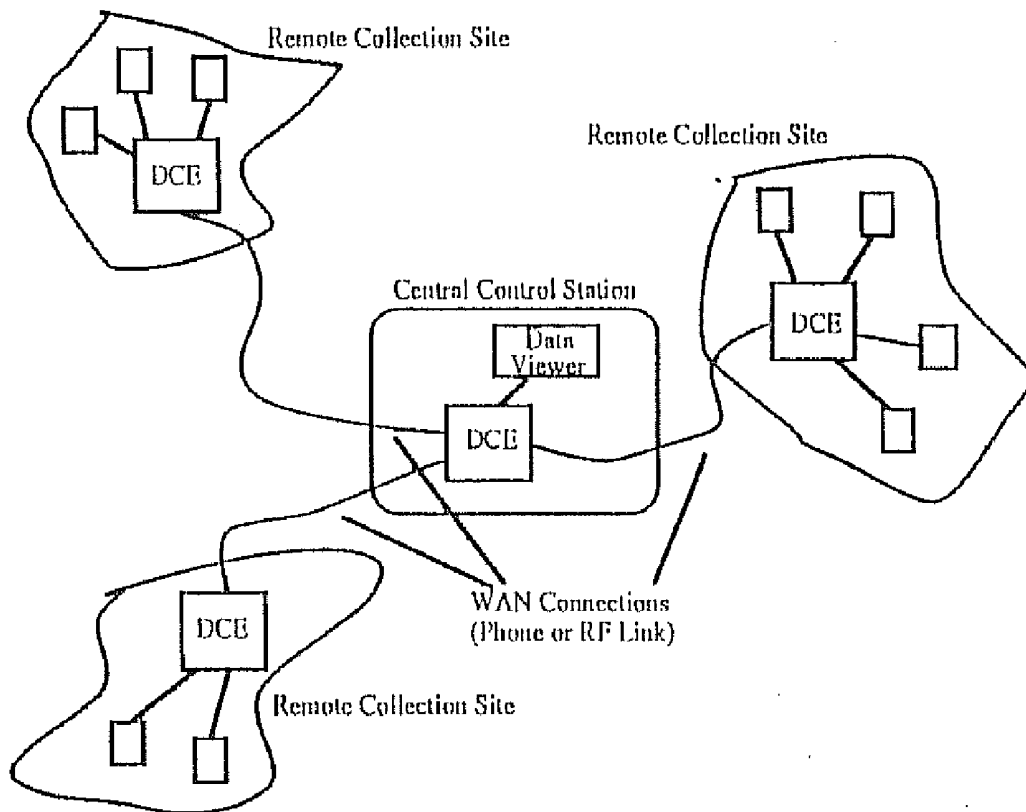 Remote Collection Site
DCE
Remote Collection Site
DCE
Central Control Station
Data
Viewer
DCE
WAN Connections
(Phone or RF Link)
DCE
Remote Collection Site